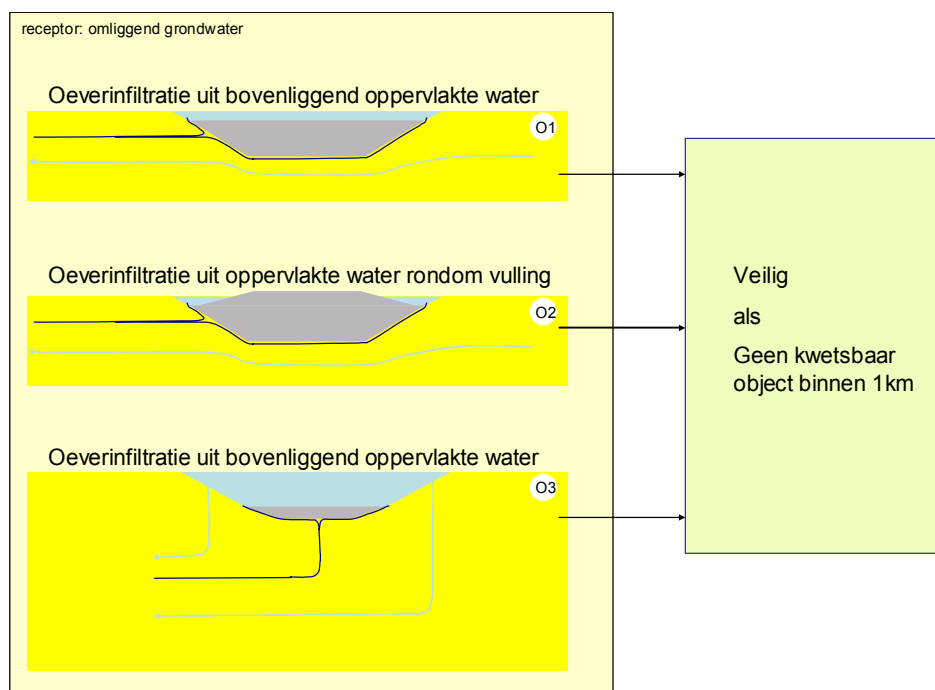 receptor: omliggend grondwater
Oeverinfiltratie uit bovenliggend oppervlakte water
O1
Oeverinfiltratie uit oppervlakte water rondom vulling
O2
Oeverinfiltratie uit bovenliggend oppervlakte water
O3
Veilig
als
Geen kwetsbaar
object binnen 1km